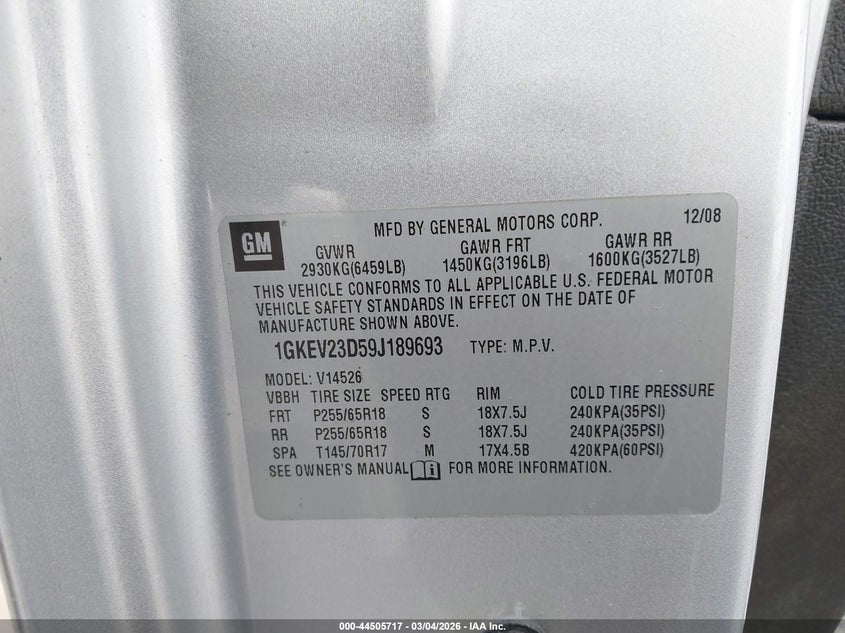 GM
MFD BY GENERAL MOTORS CORP. 12/08
GVWR GAWR FRT GAWR RR
2930KG(6459LB) 1450KG(3196LB) 1600KG(3527LB)
THIS VEHICLE CONFORMS TO ALL APPLICABLE U.S. FEDERAL MOTOR
VEHICLE SAFETY STANDARDS IN EFFECT ON THE DATE OF
MANUFACTURE SHOWN ABOVE.
1GKEV23D59J189693 TYPE: M.P.V.
MODEL: V14526
VBBH TIRE SIZE SPEED RTG RIM COLD TIRE PRESSURE
FRT P255/65R18 S 18X7.5J 240KPA(35PSI)
RR P255/65R18 S 18X7.5J 240KPA(35PSI)
SPA T145/70R17 M 17X4.5B 420KPA(60PSI)
SEE OWNER'S MANUAL FOR MORE INFORMATION.
000-44505717 - 03/04/2026 - IAA Inc.